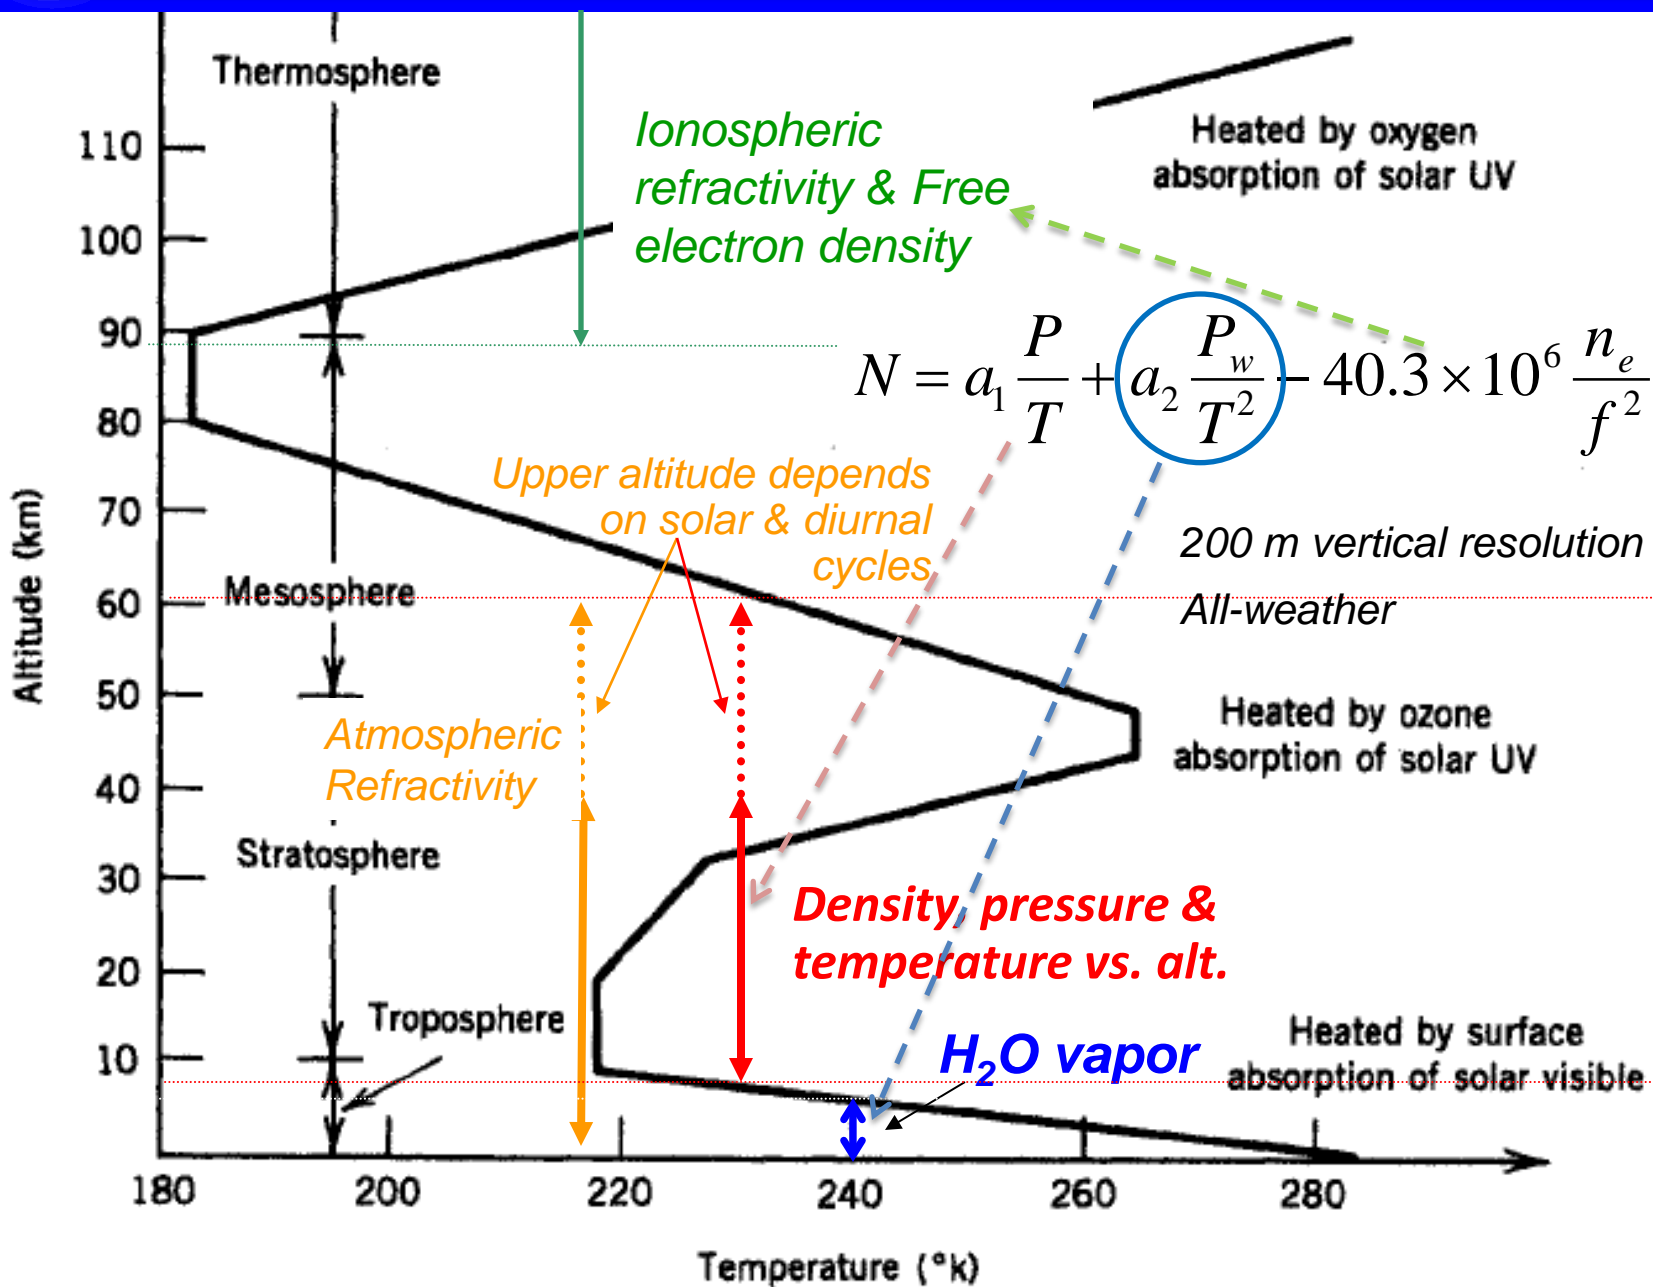 Thermosphere
110
100
90
80
70
60
50
40
30
20
10
Altitude (km)
Ionospheric
refractivity & Free
electron density
Heated by oxygen
absorption of solar UV
N = a₁ P/T + a₂ P_w/T² − 40.3 × 10⁶ n_e/f²
Upper altitude depends
on solar & diurnal
cycles
200 m vertical resolution
All-weather
Mesosphere
Atmospheric
Refractivity
Heated by ozone
absorption of solar UV
Stratosphere
Density, pressure &
temperature vs. alt.
Troposphere
H₂O vapor
Heated by surface
absorption of solar visible
180 200 220 240 260 280
Temperature (°k)